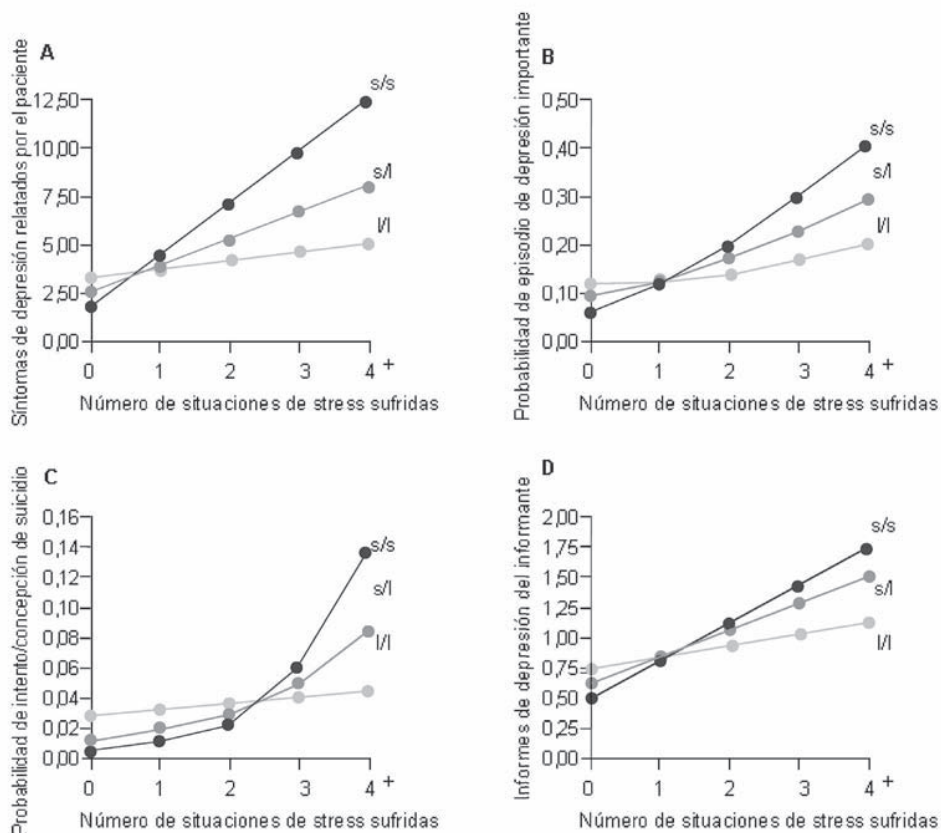 A
Síntomas de depresión relatados por el paciente
12,50
10,00
7,50
5,00
2,50
0,00
s/s
s/l
l/l
0 1 2 3 4 +
Número de situaciones de stress sufridas
B
Probabilidad de episodio de depresión importante
0,50
0,40
0,30
0,20
0,10
0,00
s/s
s/l
l/l
0 1 2 3 4 +
Número de situaciones de stress sufridas
C
Probabilidad de intento/concepción de suicidio
0,16
0,14
0,12
0,10
0,08
0,06
0,04
0,02
0,00
s/s
s/l
l/l
0 1 2 3 4 +
Número de situaciones de stress sufridas
D
Informes de depresión del informante
2,00
1,75
1,50
1,25
1,00
0,75
0,50
0,25
0,00
s/s
s/l
l/l
0 1 2 3 4 +
Número de situaciones de stress sufridas